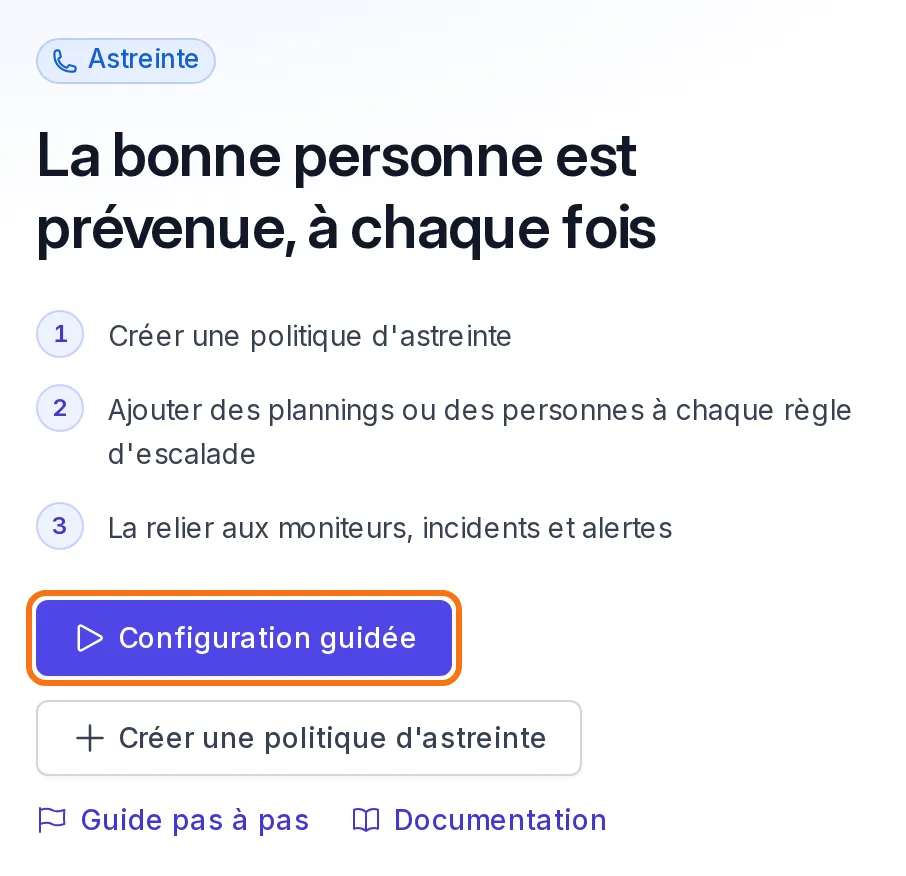 Astreinte
La bonne personne est
prévenue, à chaque fois
1 Créer une politique d'astreinte
2 Ajouter des plannings ou des personnes à chaque règle
d'escalade
3 La relier aux moniteurs, incidents et alertes
Configuration guidée
Créer une politique d'astreinte
Guide pas à pas Documentation